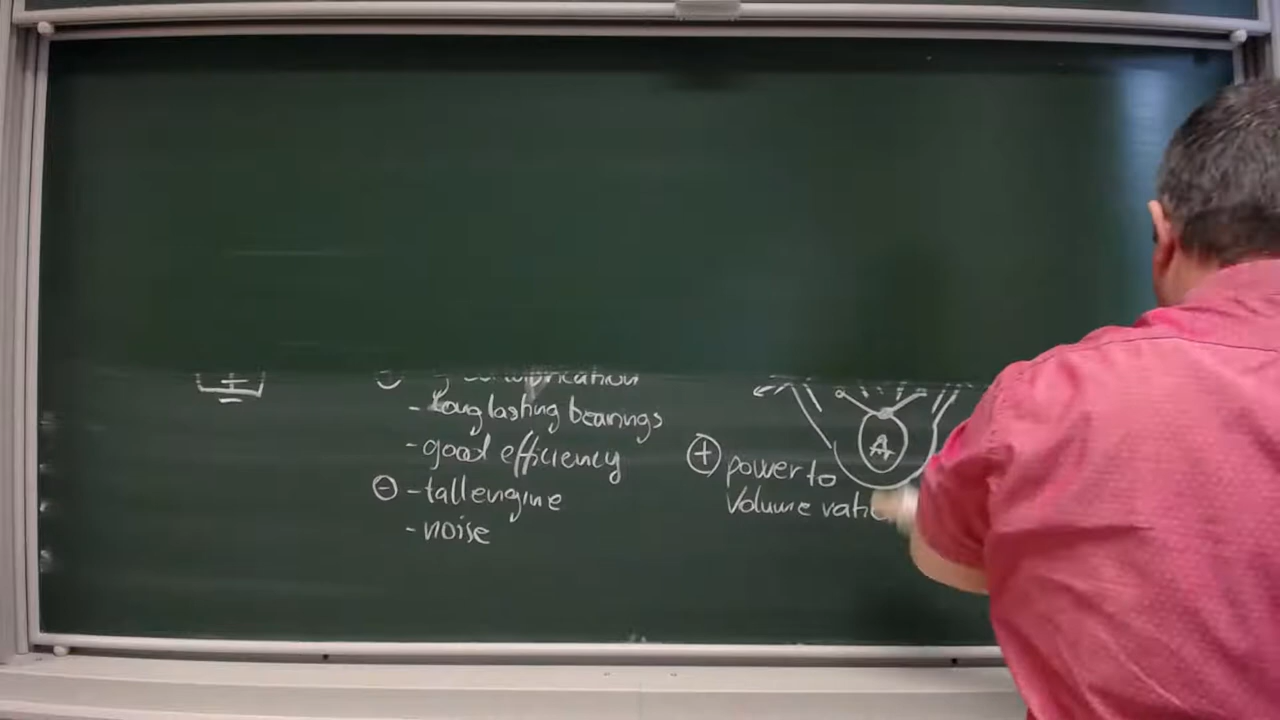 - long lasting bearings
- good efficiency
⊖ - tall engine
- noise
⊕ power to
Volume
A